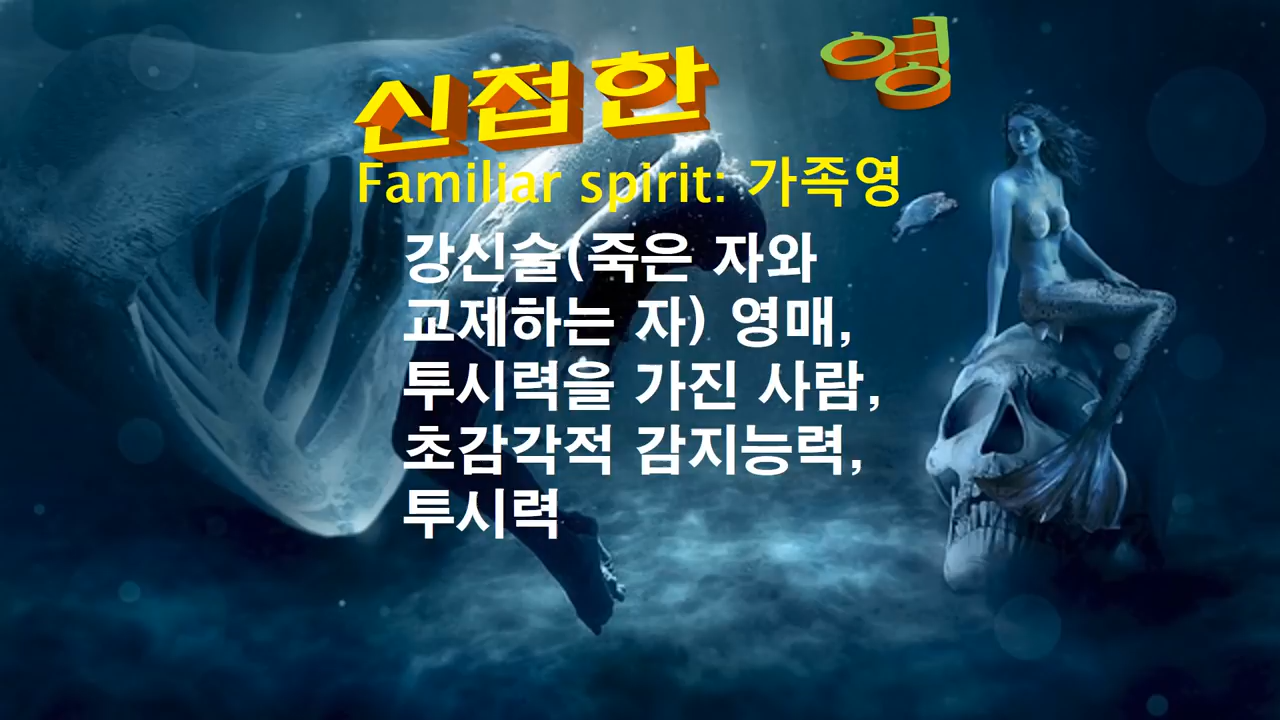 신접한 영
Familiar spirit: 가족영
강신술(죽은 자와
교제하는 자) 영매,
투시력을 가진 사람,
초감각적 감지능력,
투시력